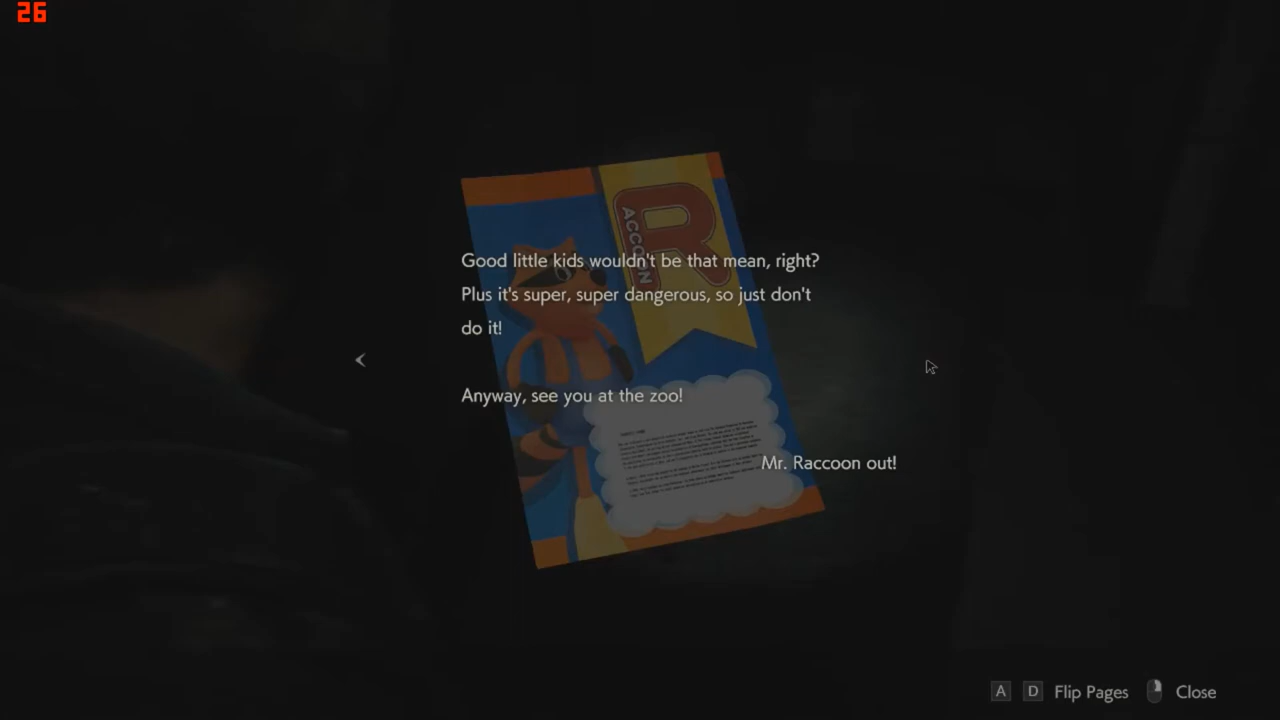 26
R
ACCOON
Good little kids wouldn't be that mean, right?
Plus it's super, super dangerous, so just don't
do it!
Anyway, see you at the zoo!
Mr. Raccoon out!
A D Flip Pages Close